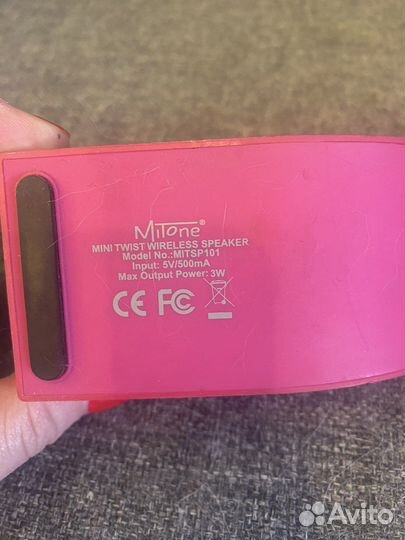 MiTone®
MINI TWIST WIRELESS SPEAKER
Model No.:MITSP101
Input: 5V/500mA
Max Output Power: 3W
CE FC
Avito